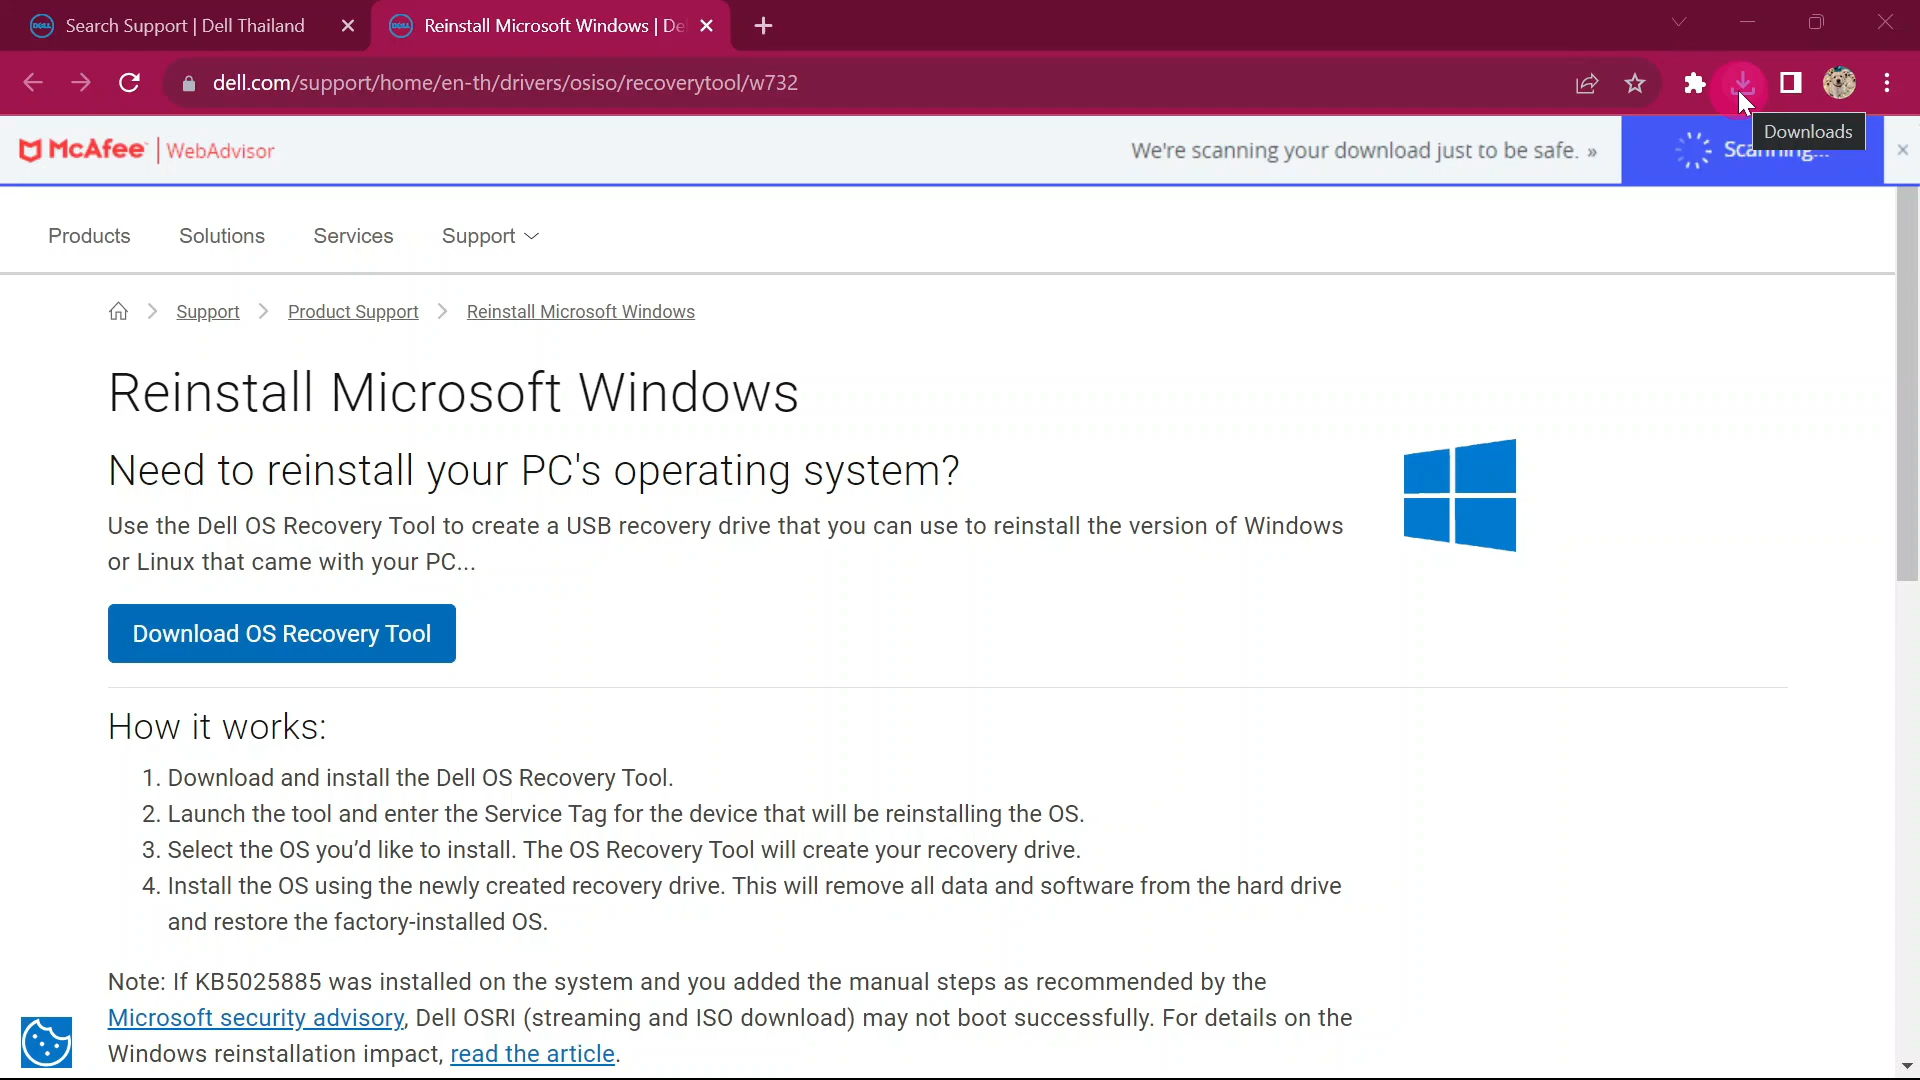 Search Support | Dell Thailand
Reinstall Microsoft Windows | De
dell.com/support/home/en-th/drivers/osiso/recoverytool/w732
Downloads
McAfee | WebAdvisor
We're scanning your download just to be safe. »
Scanning...
Products
Solutions
Services
Support
Support
Product Support
Reinstall Microsoft Windows
Reinstall Microsoft Windows
Need to reinstall your PC's operating system?
Use the Dell OS Recovery Tool to create a USB recovery drive that you can use to reinstall the version of Windows
or Linux that came with your PC...
Download OS Recovery Tool
How it works:
1. Download and install the Dell OS Recovery Tool.
2. Launch the tool and enter the Service Tag for the device that will be reinstalling the OS.
3. Select the OS you’d like to install. The OS Recovery Tool will create your recovery drive.
4. Install the OS using the newly created recovery drive. This will remove all data and software from the hard drive
and restore the factory-installed OS.
Note: If KB5025885 was installed on the system and you added the manual steps as recommended by the
Microsoft security advisory, Dell OSRI (streaming and ISO download) may not boot successfully. For details on the
Windows reinstallation impact, read the article.